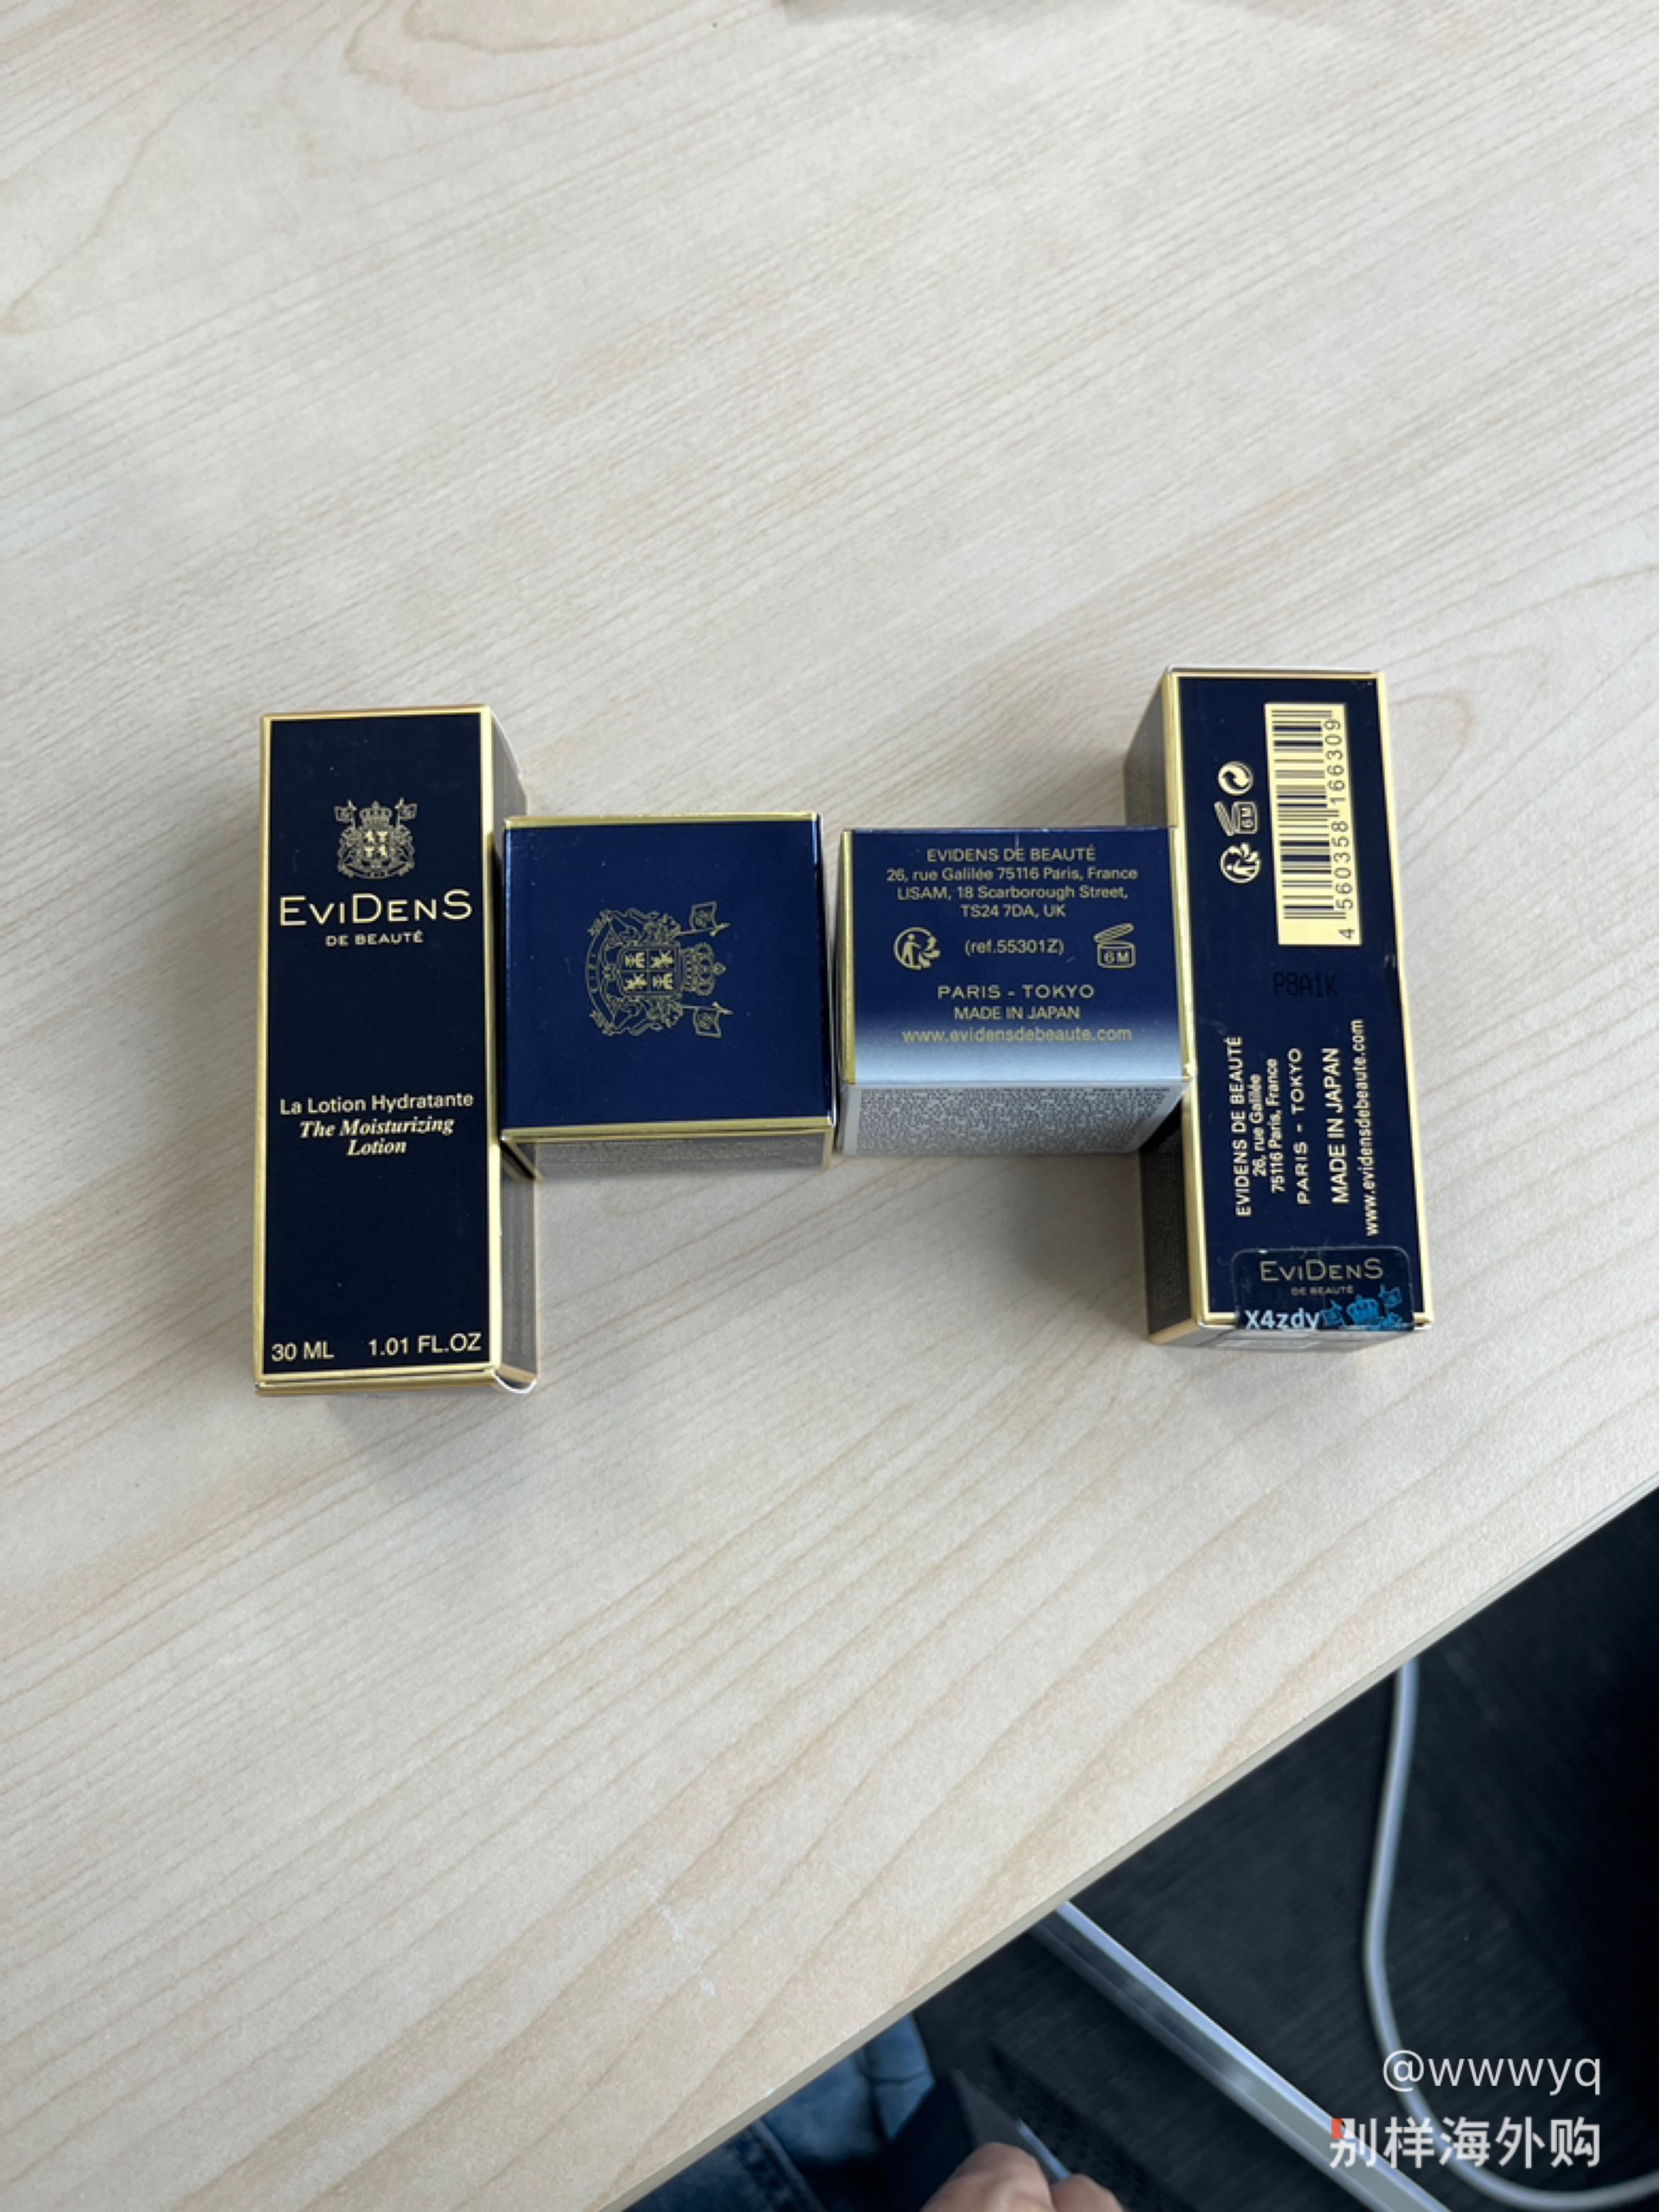 EVIDENS
DE BEAUTÉ
La Lotion Hydratante
The Moisturizing
Lotion
30 ML 1.01 FL.OZ
EVIDENS DE BEAUTÉ
26, rue Galilée 75116 Paris, France
LISAM, 18 Scarborough Street,
TS24 7DA, UK
(ref.55301Z)
6M
PARIS - TOKYO
MADE IN JAPAN
www.evidensdebeaute.com
6M
4 560358 166309
P8A1K
EVIDENS DE BEAUTÉ
26, rue Galilée
75116 Paris, France
PARIS - TOKYO
MADE IN JAPAN
www.evidensdebeaute.com
EVIDENS
DE BEAUTÉ
X4zdy
@wwwyq
别样海外购